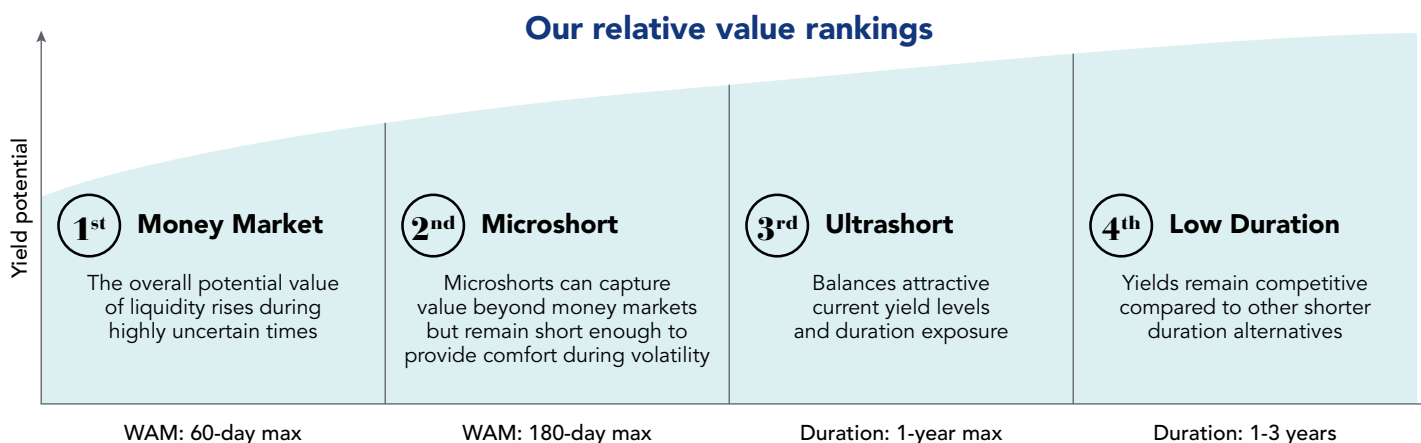 Our relative value rankings
Yield potential
1st Money Market
The overall potential value
of liquidity rises during
highly uncertain times
WAM: 60-day max
2nd Microshort
Microshorts can capture
value beyond money markets
but remain short enough to
provide comfort during volatility
WAM: 180-day max
3rd Ultrashort
Balances attractive
current yield levels
and duration exposure
Duration: 1-year max
4th Low Duration
Yields remain competitive
compared to other shorter
duration alternatives
Duration: 1-3 years